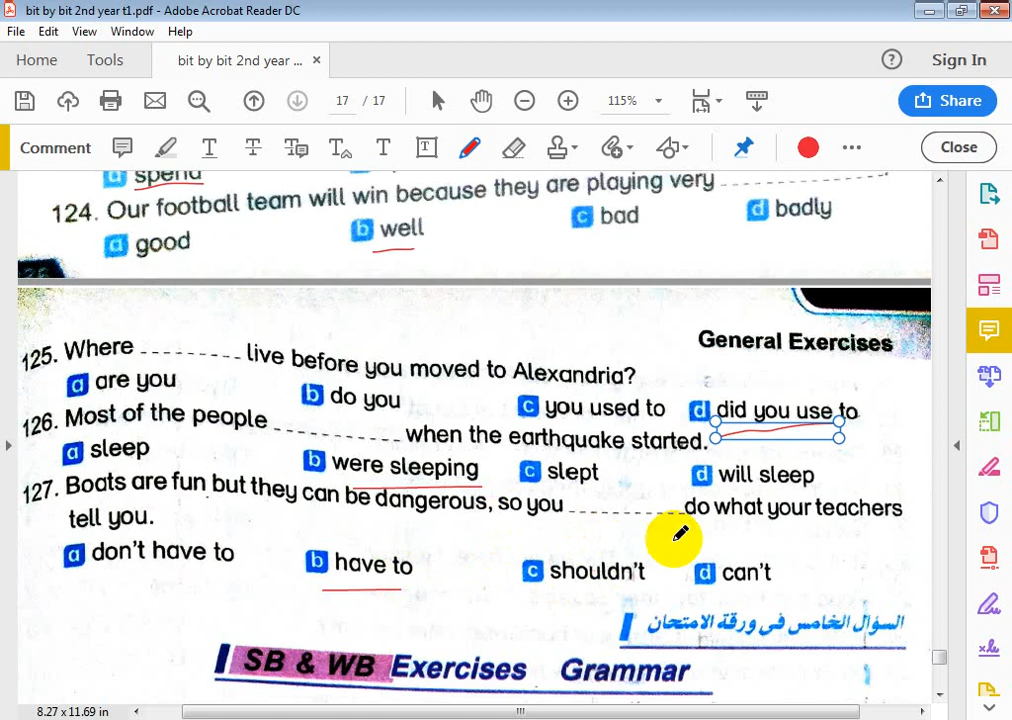 bit by bit 2nd year t1.pdf - Adobe Acrobat Reader DC
File Edit View Window Help
Home Tools bit by bit 2nd year ... × ? Sign In
17 / 17 115% Share
Comment Close
a spend
124. Our football team will win because they are playing very
a good b well c bad d badly
General Exercises
125. Where __________ live before you moved to Alexandria?
a are you b do you c you used to d did you use to
126. Most of the people __________ when the earthquake started.
a sleep b were sleeping c slept d will sleep
127. Boats are fun but they can be dangerous, so you __________ do what your teachers
tell you.
a don't have to b have to c shouldn't d can't
السؤال الخامس فى ورقة الامتحان
SB & WB Exercises Grammar
8.27 x 11.69 in